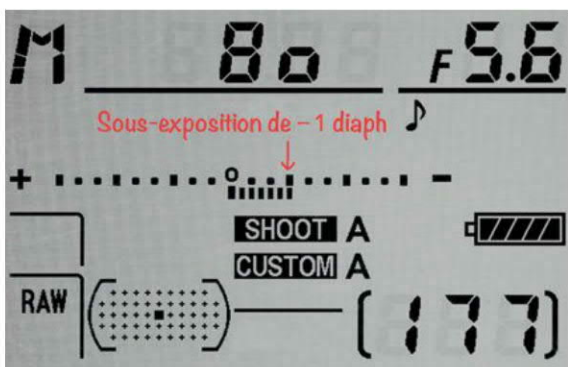 M 80 F5.6
Sous-exposition de – 1 diaph ♪
+ o -
SHOOT A
CUSTOM A
RAW [177]